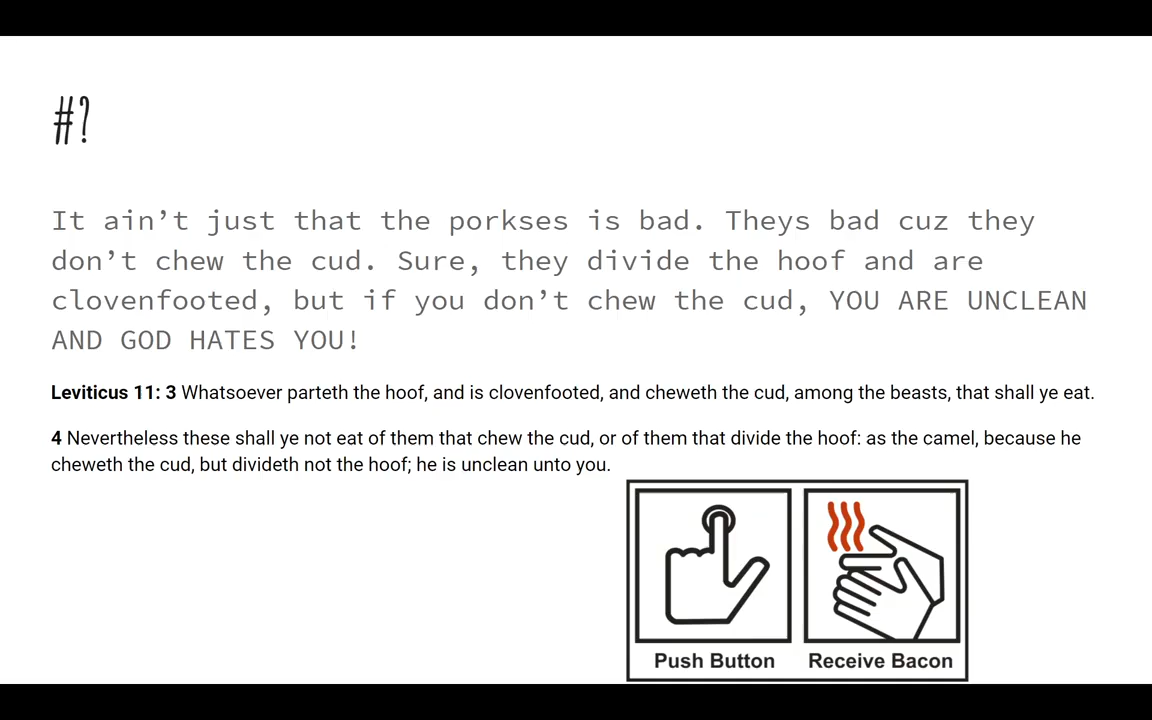 #?
It ain’t just that the porkses is bad. Theys bad cuz they
don’t chew the cud. Sure, they divide the hoof and are
clovenfooted, but if you don’t chew the cud, YOU ARE UNCLEAN
AND GOD HATES YOU!
Leviticus 11: 3 Whatsoever parteth the hoof, and is clovenfooted, and cheweth the cud, among the beasts, that shall ye eat.
4 Nevertheless these shall ye not eat of them that chew the cud, or of them that divide the hoof: as the camel, because he
cheweth the cud, but divideth not the hoof; he is unclean unto you.
Push Button Receive Bacon